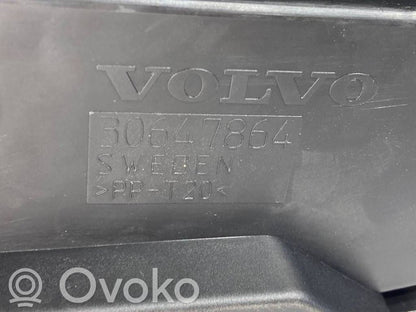 VOLVO
30647864
SWEDEN
>PP-T20<
Ovoko